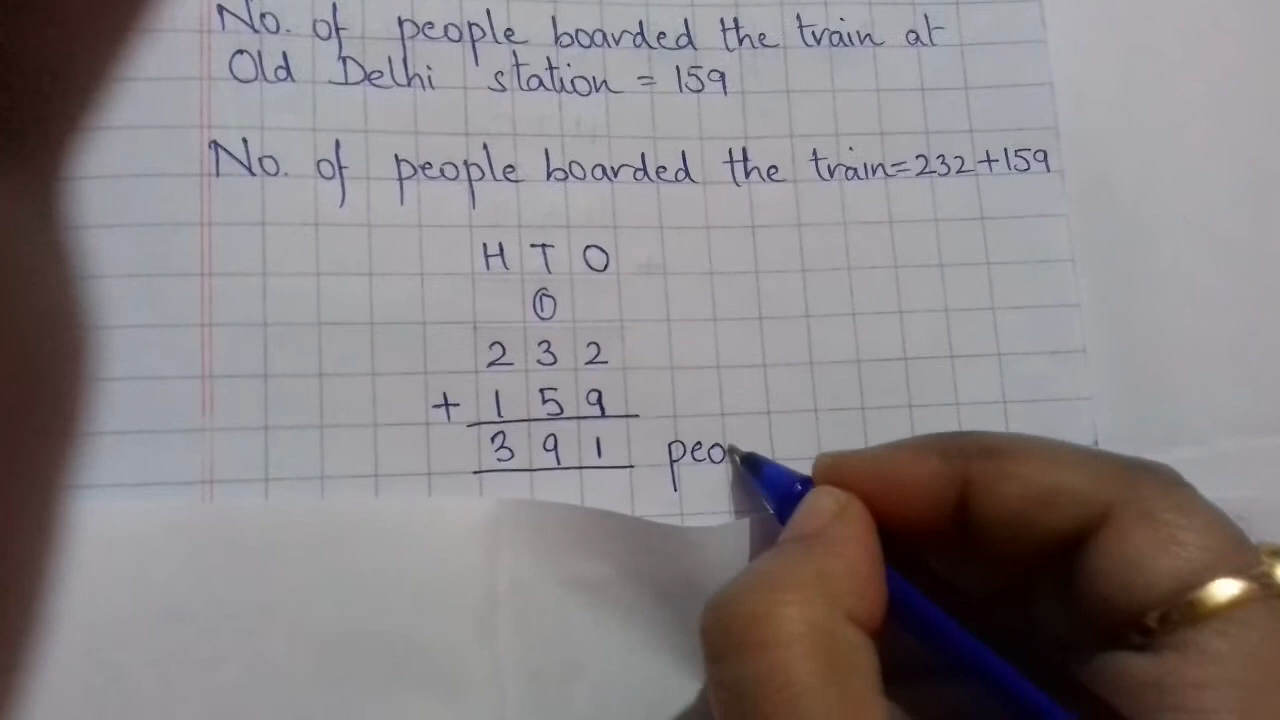 No. of people boarded the train at
Old Delhi station = 159
No. of people boarded the train=232+159
H T O
1
2 3 2
+ 1 5 9
3 9 1 peo